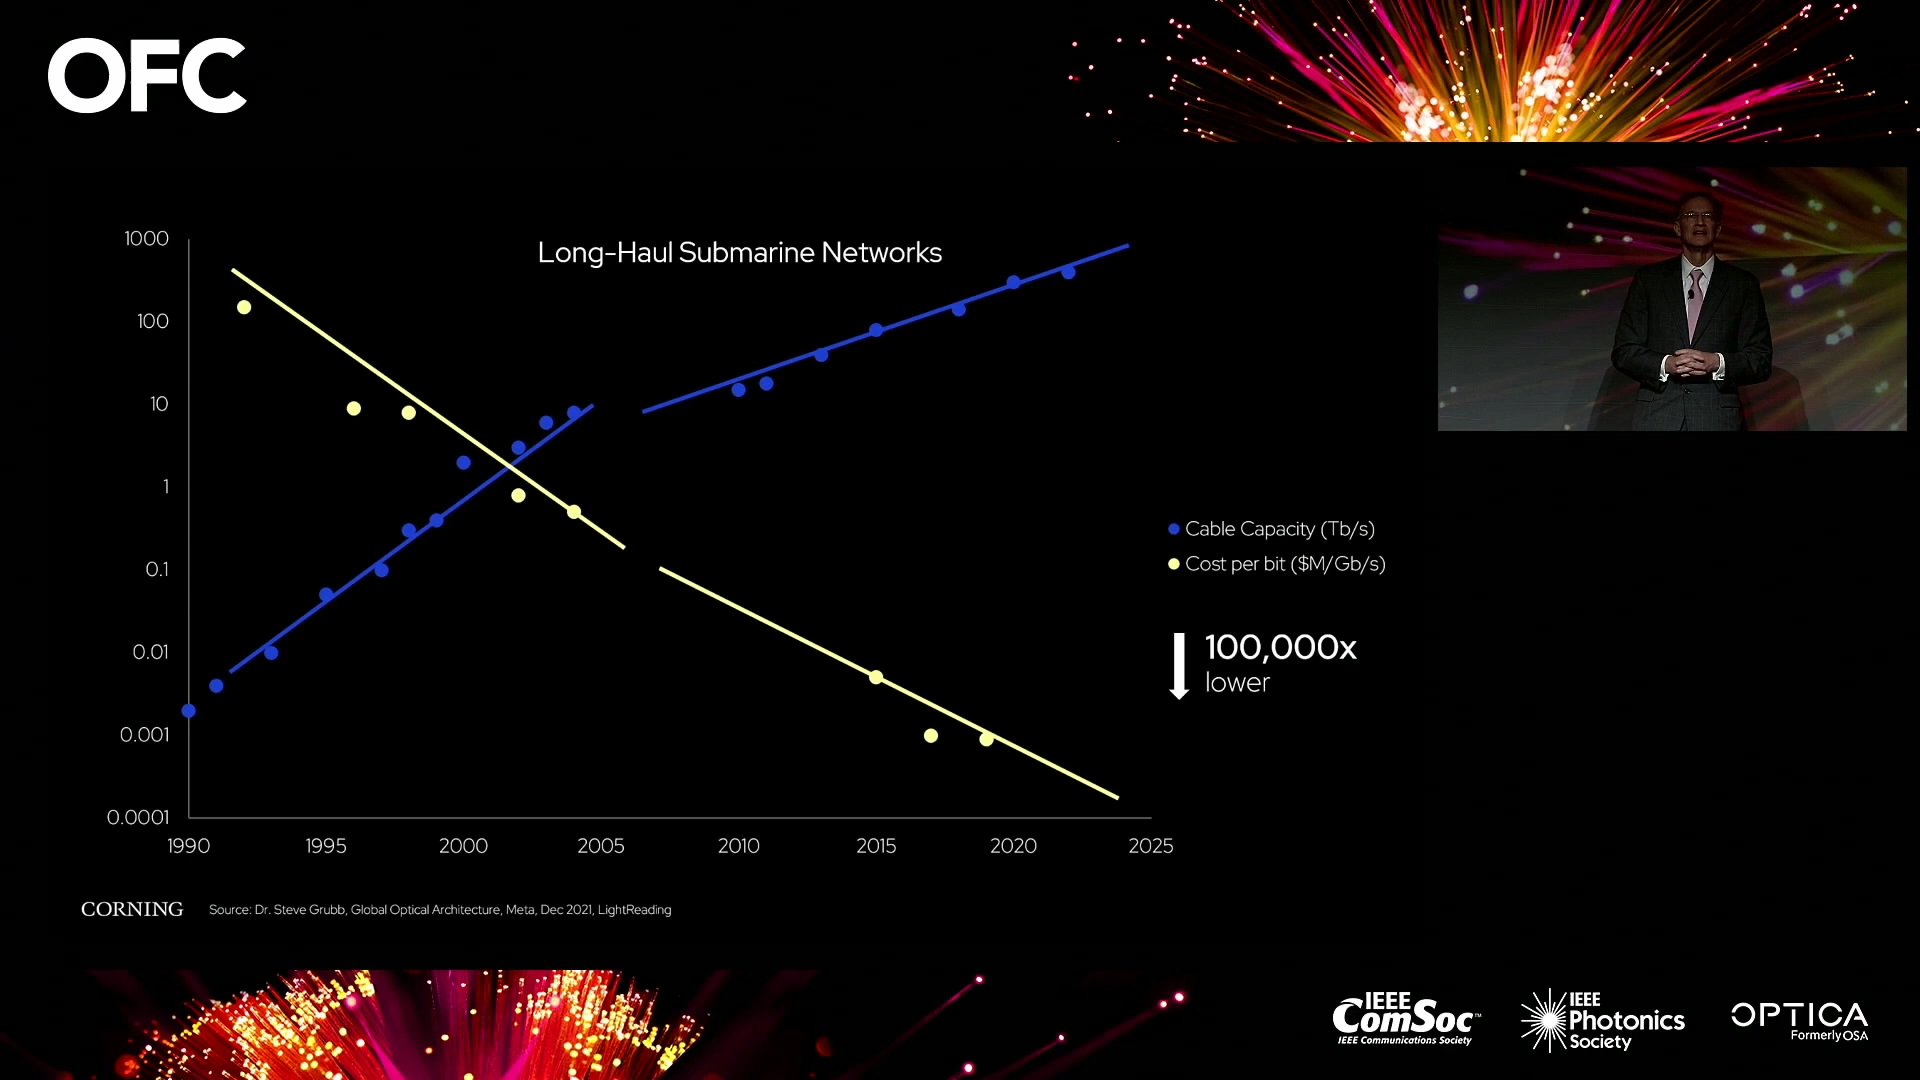 OFC
Long-Haul Submarine Networks
1000
100
10
1
0.1
0.01
0.001
0.0001
1990 1995 2000 2005 2010 2015 2020 2025
Cable Capacity (Tb/s)
Cost per bit ($M/Gb/s)
100,000x
lower
CORNING
Source: Dr. Steve Grubb, Global Optical Architecture, Meta, Dec 2021, LightReading
IEEE
ComSoc™
IEEE Communications Society
IEEE
Photonics
Society
OPTICA
Formerly OSA